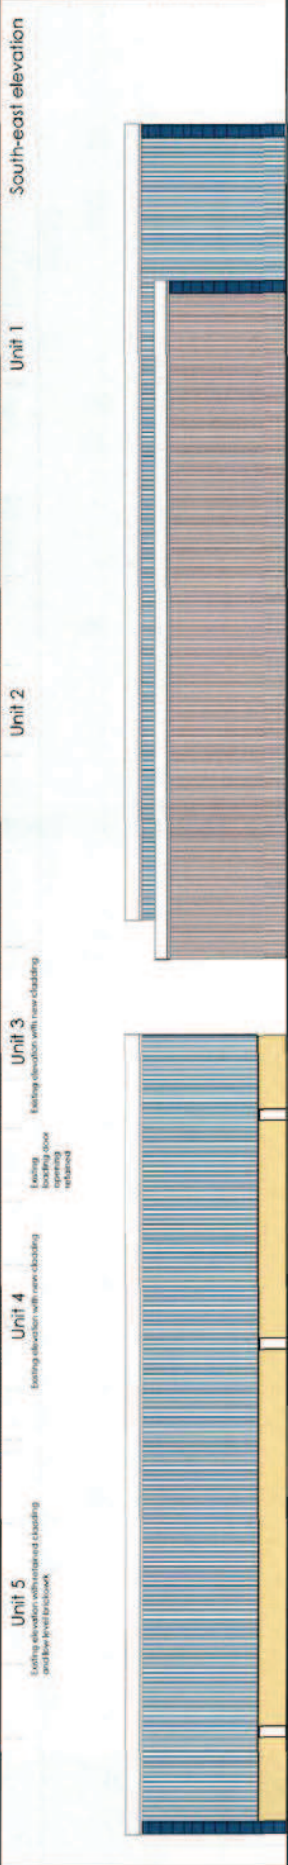 Unit 5
Existing elevation with retained cladding
and low level brickwork
Unit 4
Existing elevation with new cladding
Existing
loading door
opening
retained
Unit 3
Existing elevation with new cladding
Unit 2
Unit 1
South-east elevation